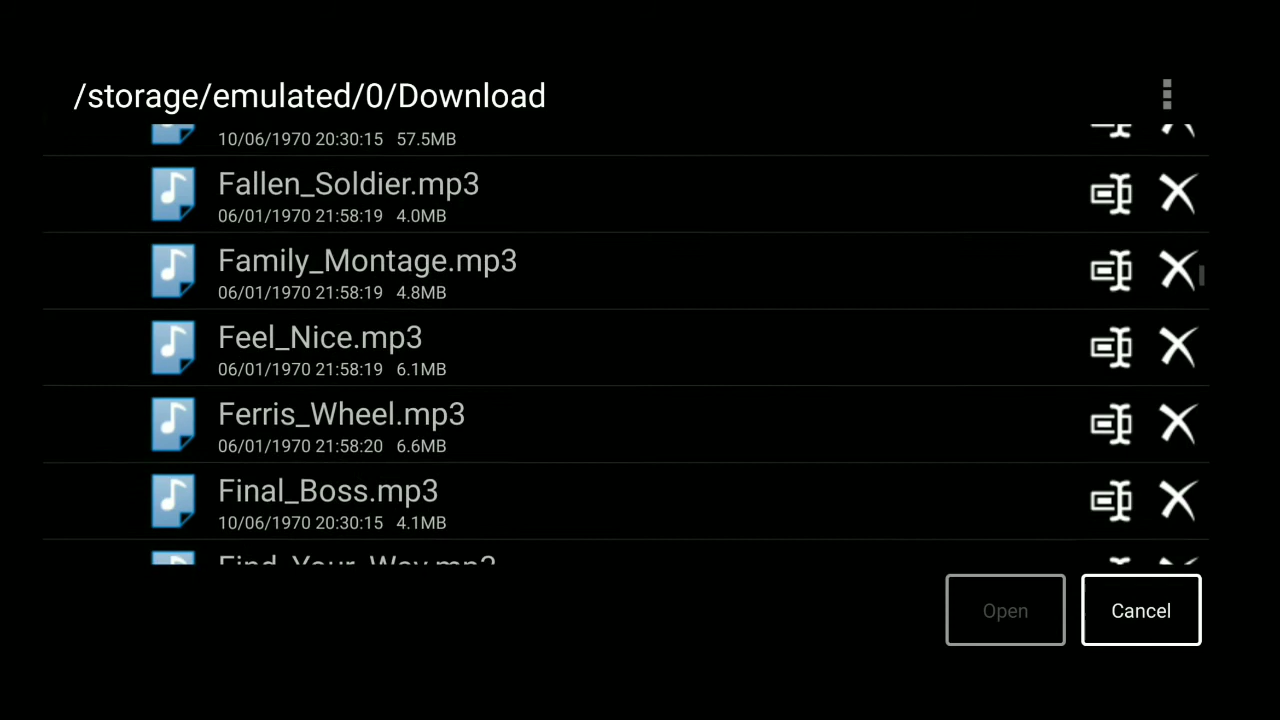 /storage/emulated/0/Download
10/06/1970 20:30:15 57.5MB
Fallen_Soldier.mp3
06/01/1970 21:58:19 4.0MB
Family_Montage.mp3
06/01/1970 21:58:19 4.8MB
Feel_Nice.mp3
06/01/1970 21:58:19 6.1MB
Ferris_Wheel.mp3
06/01/1970 21:58:20 6.6MB
Final_Boss.mp3
10/06/1970 20:30:15 4.1MB
Find_Your_Way.mp3
Open Cancel